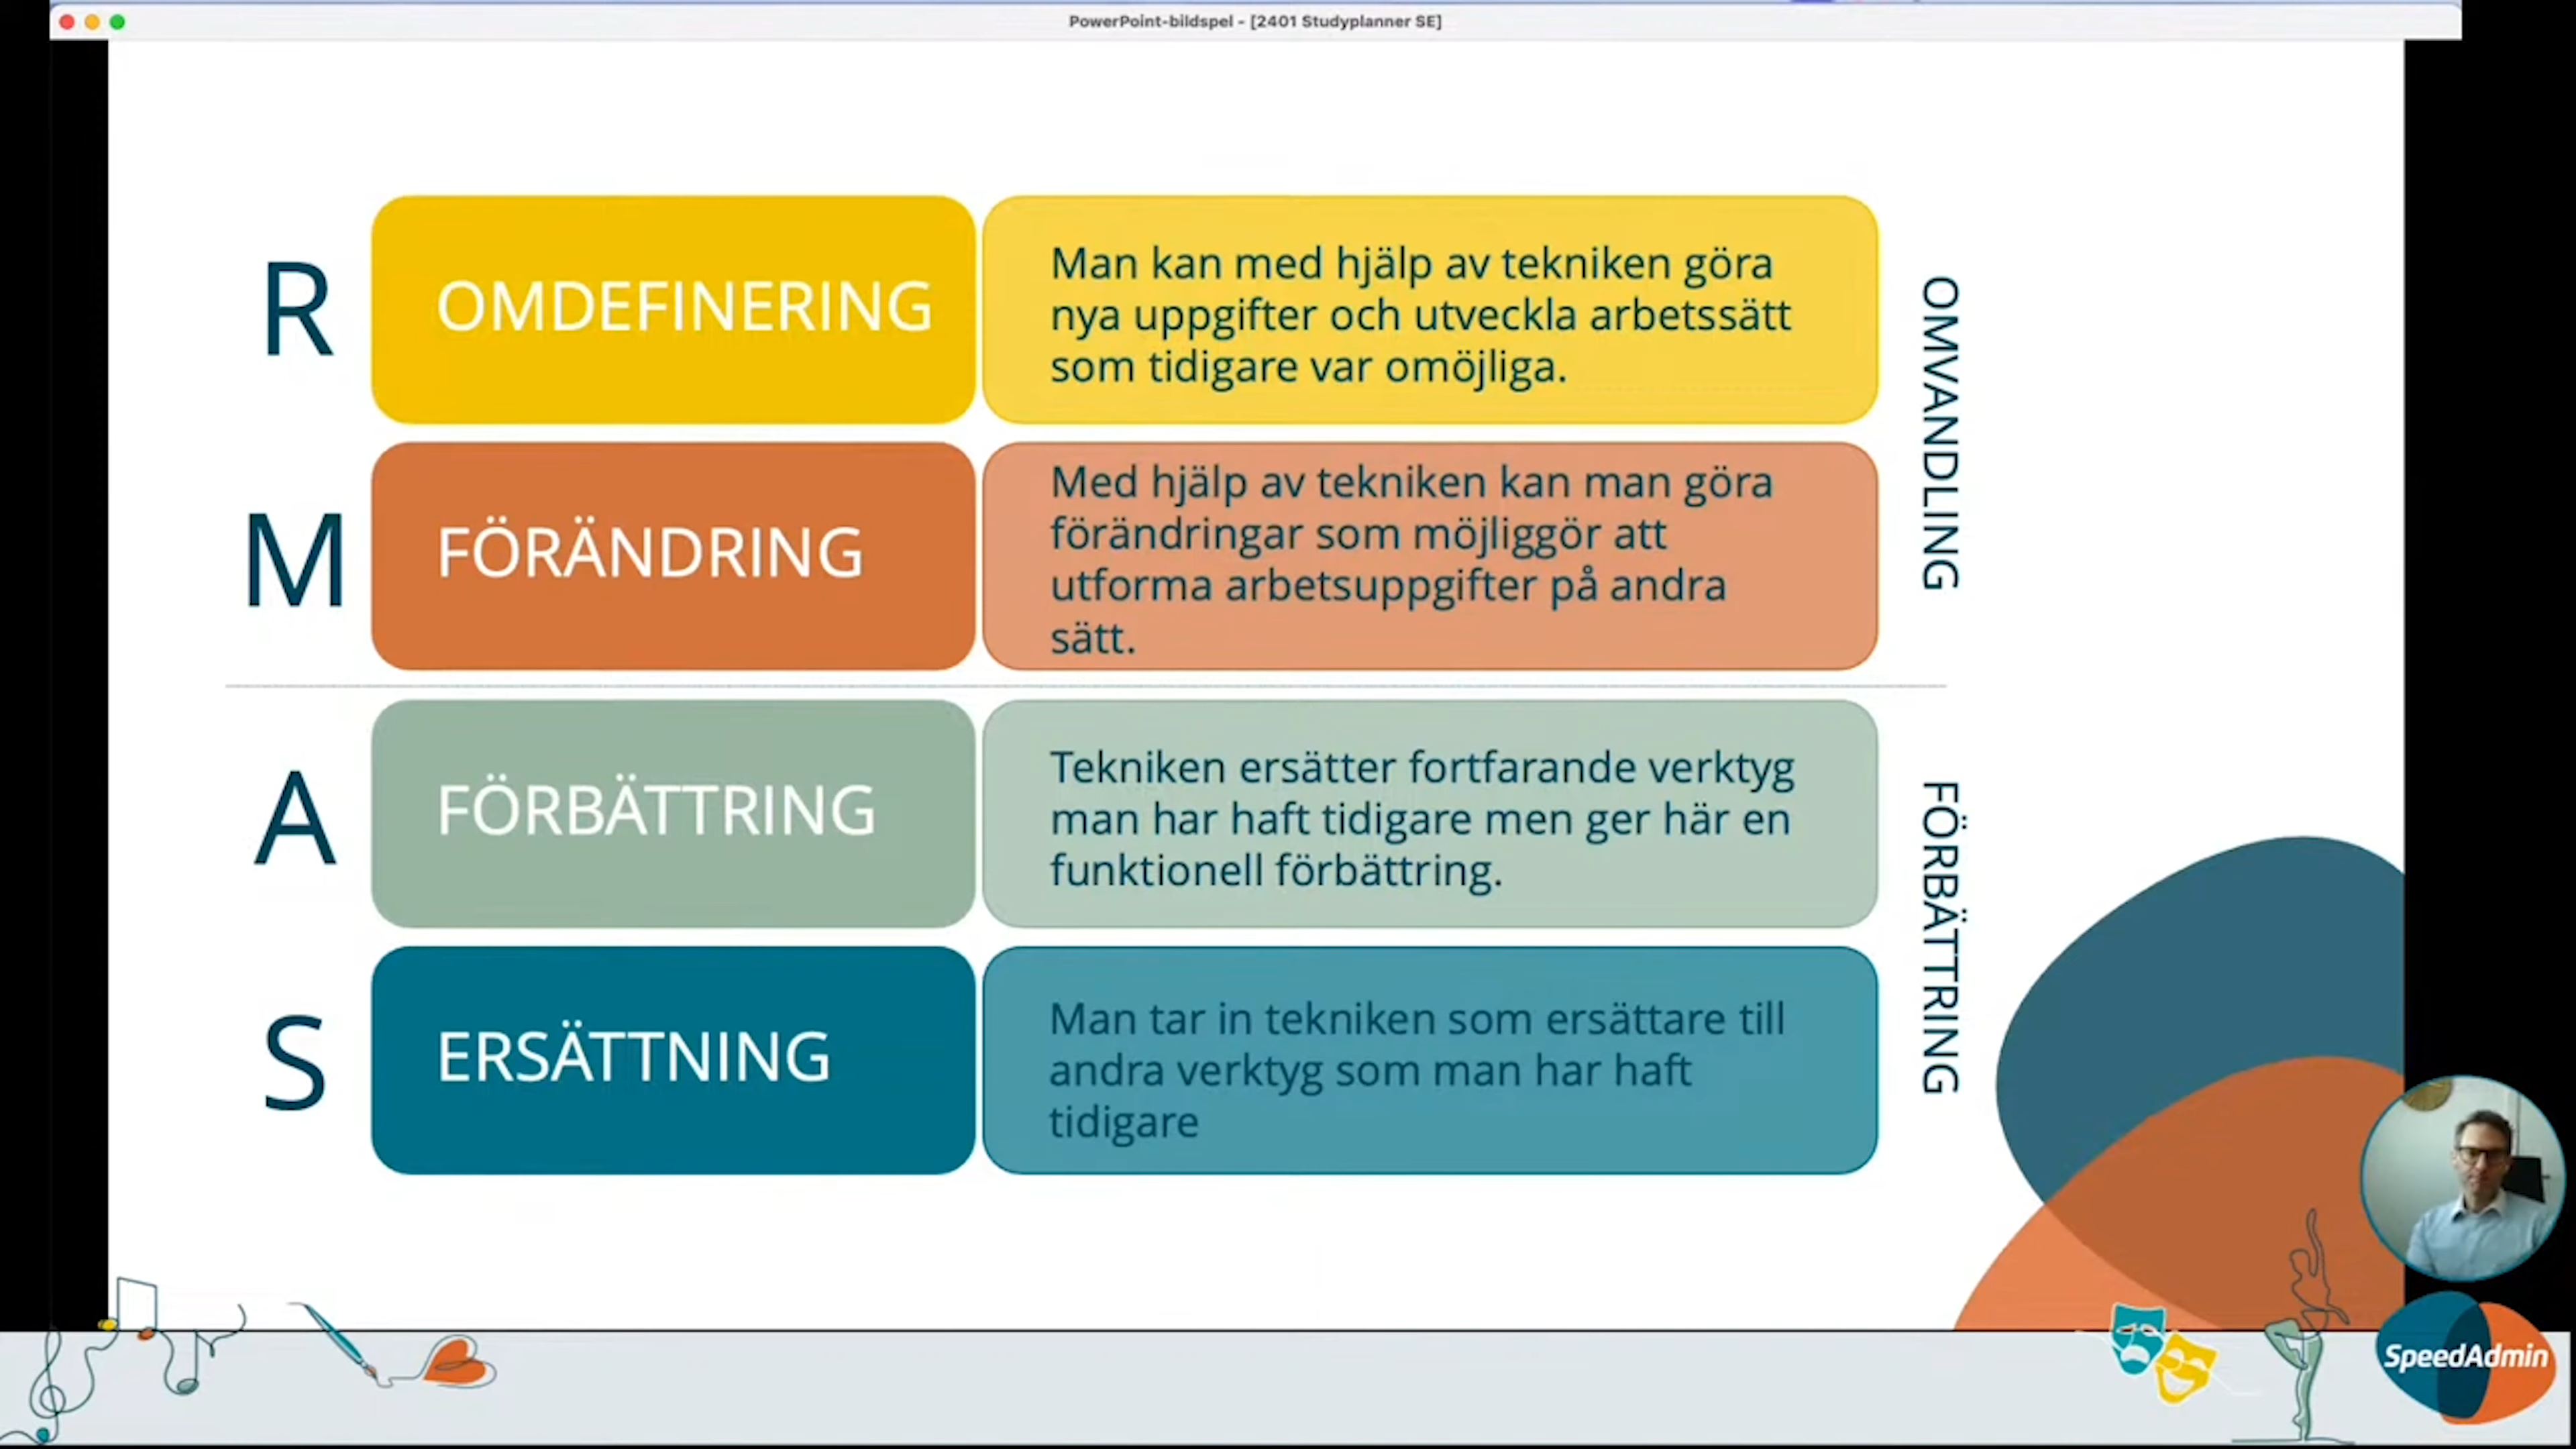 PowerPoint-bildspel - [2401 Studyplanner SE]
R
OMDEFINERING
Man kan med hjälp av tekniken göra
nya uppgifter och utveckla arbetssätt
som tidigare var omöjliga.
M
FÖRÄNDRING
Med hjälp av tekniken kan man göra
förändringar som möjliggör att
utforma arbetsuppgifter på andra
sätt.
OMVANDLING
A
FÖRBÄTTRING
Tekniken ersätter fortfarande verktyg
man har haft tidigare men ger här en
funktionell förbättring.
S
ERSÄTTNING
Man tar in tekniken som ersättare till
andra verktyg som man har haft
tidigare
FÖRBÄTTRING
SpeedAdmin